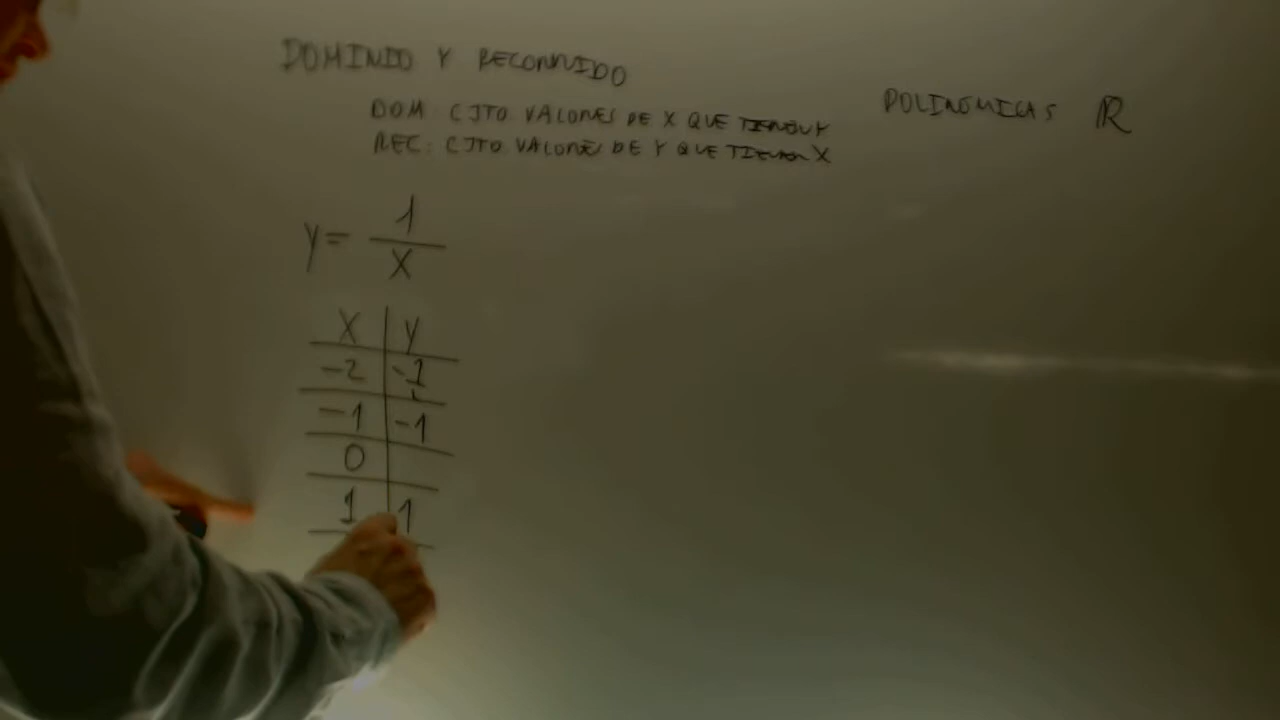 DOMINIO Y RECORRIDO
DOM: CJTO. VALORES DE X QUE TIENEN Y
REC: CJTO. VALORES DE Y QUE TIENEN X
POLINÓMICAS ℝ
y = 1/x
X Y
-2 -1/2
-1 -1
0
1 1